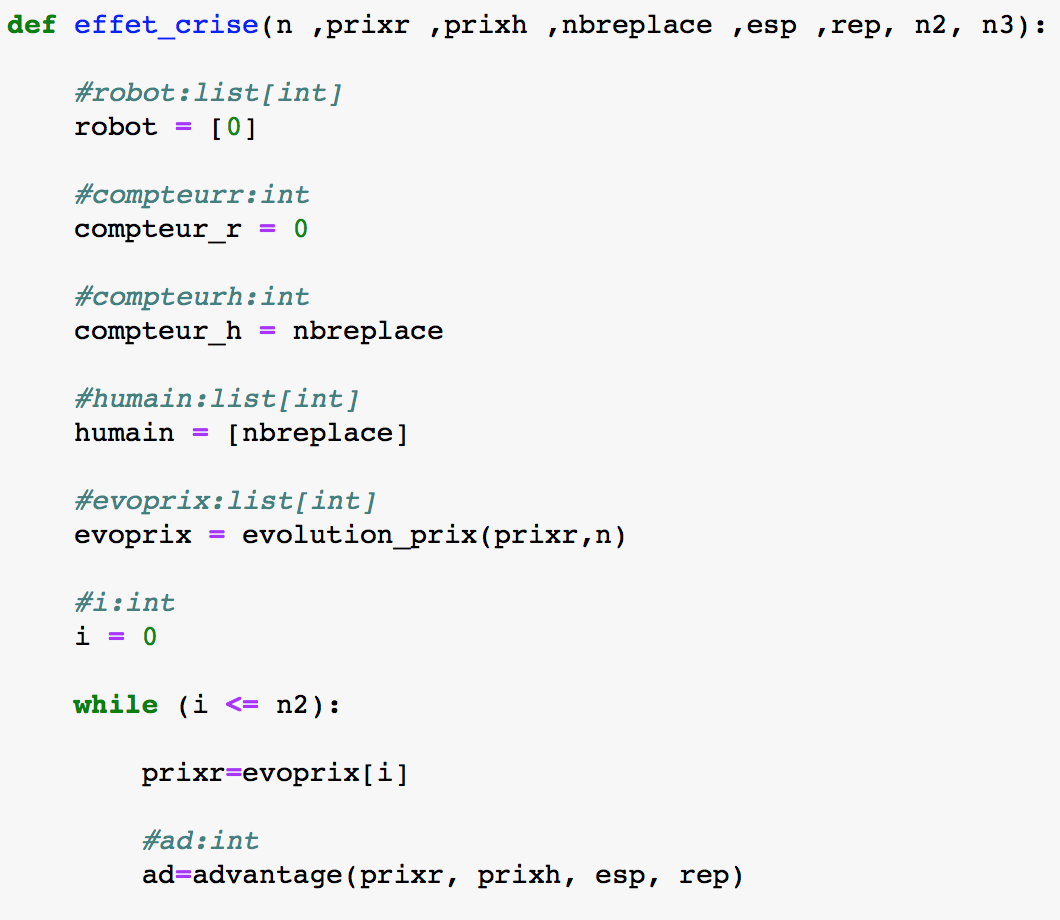 def effet_crise(n ,prixr ,prixh ,nbreplace ,esp ,rep, n2, n3):
#robot:list[int]
robot = [0]
#compteurr:int
compteur_r = 0
#compteurh:int
compteur_h = nbreplace
#humain:list[int]
humain = [nbreplace]
#evoprix:list[int]
evoprix = evolution_prix(prixr,n)
#i:int
i = 0
while (i <= n2):
prixr=evoprix[i]
#ad:int
ad=advantage(prixr, prixh, esp, rep)